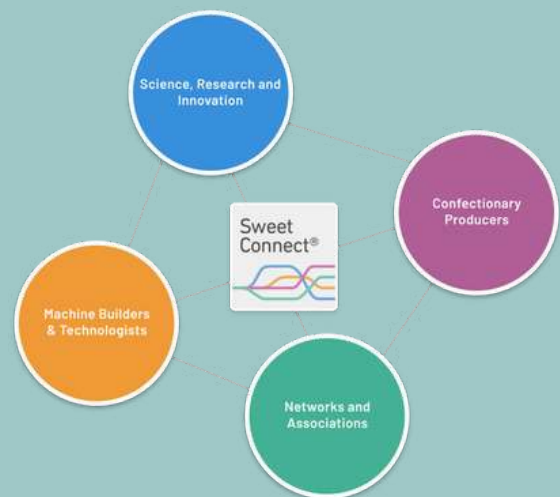 Science, Research and
Innovation
Confectionary
Producers
Sweet
Connect®
Machine Builders
& Technologists
Networks and
Associations